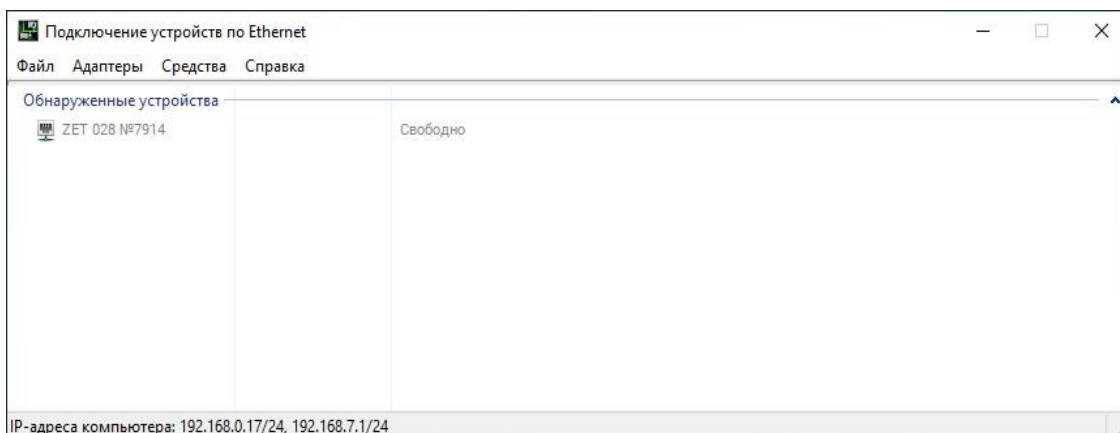 Подключение устройств по Ethernet
Файл Адаптеры Средства Справка
Обнаруженные устройства
ZET 028 №7914 Свободно
IP-адреса компьютера: 192.168.0.17/24, 192.168.7.1/24